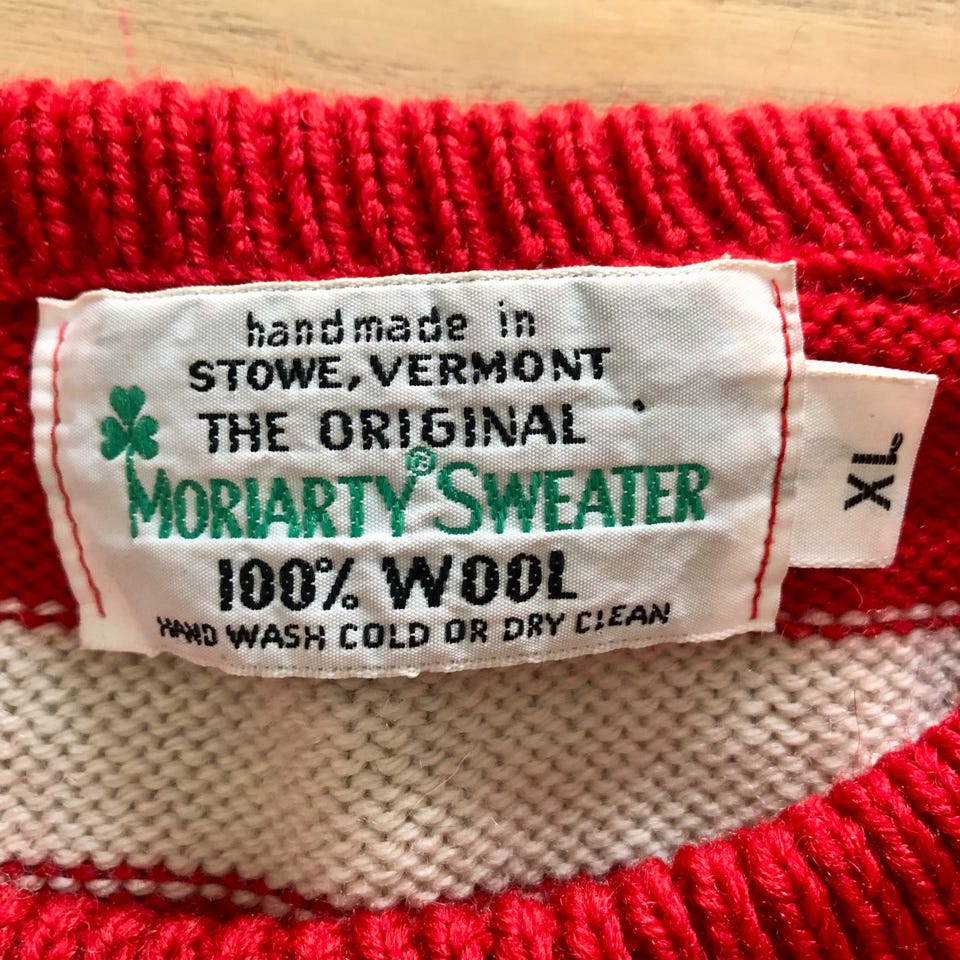 handmade in
STOWE, VERMONT
THE ORIGINAL
MORIARTY® SWEATER
100% WOOL
HAND WASH COLD OR DRY CLEAN
XL